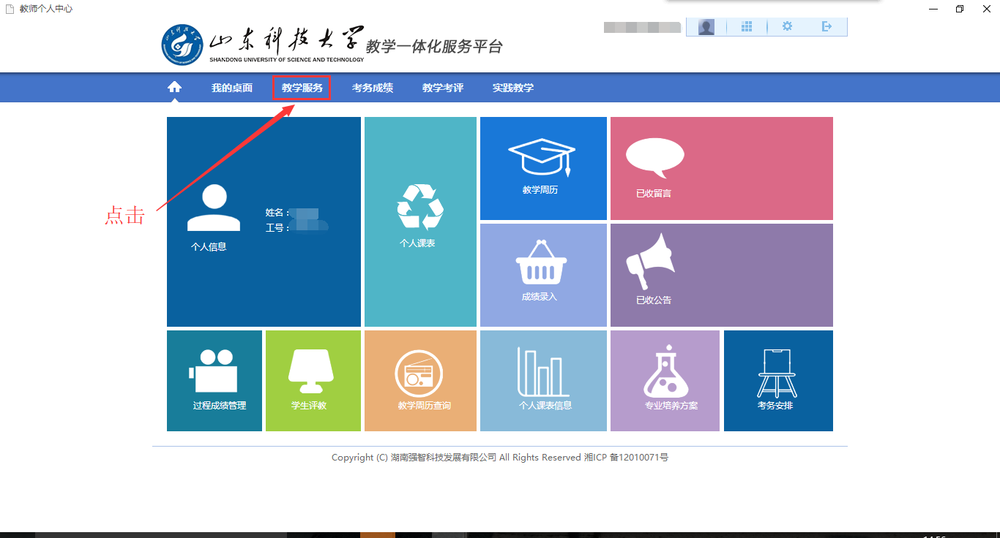 教师个人中心
山东科技大学
SHANDONG UNIVERSITY OF SCIENCE AND TECHNOLOGY
教学一体化服务平台
我的桌面 教学服务 考务成绩 教学考评 实践教学
点击
姓名：
工号：
个人信息
个人课表
教学周历
已收留言
成绩录入
已收公告
过程成绩管理
学生评教
教学周历查询
个人课表信息
专业培养方案
考务安排
Copyright (C) 湖南强智科技发展有限公司 All Rights Reserved 湘ICP 备12010071号